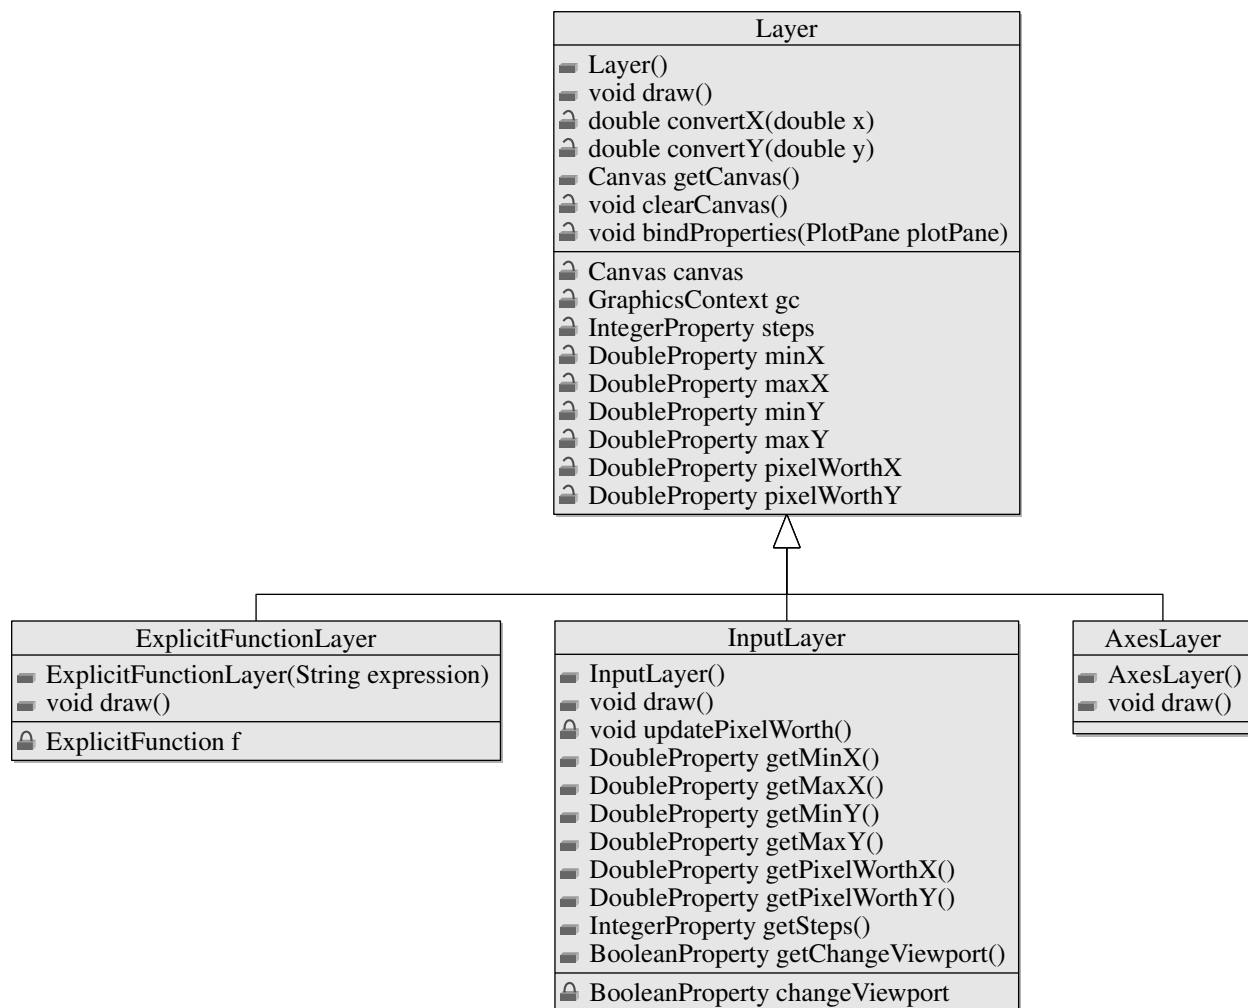 Layer
Layer()
void draw()
double convertX(double x)
double convertY(double y)
Canvas getCanvas()
void clearCanvas()
void bindProperties(PlotPane plotPane)
Canvas canvas
GraphicsContext gc
IntegerProperty steps
DoubleProperty minX
DoubleProperty maxX
DoubleProperty minY
DoubleProperty maxY
DoubleProperty pixelWorthX
DoubleProperty pixelWorthY
ExplicitFunctionLayer
ExplicitFunctionLayer(String expression)
void draw()
ExplicitFunction f
InputLayer
InputLayer()
void draw()
void updatePixelWorth()
DoubleProperty getMinX()
DoubleProperty getMaxX()
DoubleProperty getMinY()
DoubleProperty getMaxY()
DoubleProperty getPixelWorthX()
DoubleProperty getPixelWorthY()
IntegerProperty getSteps()
BooleanProperty getChangeViewport()
BooleanProperty changeViewport
AxesLayer
AxesLayer()
void draw()